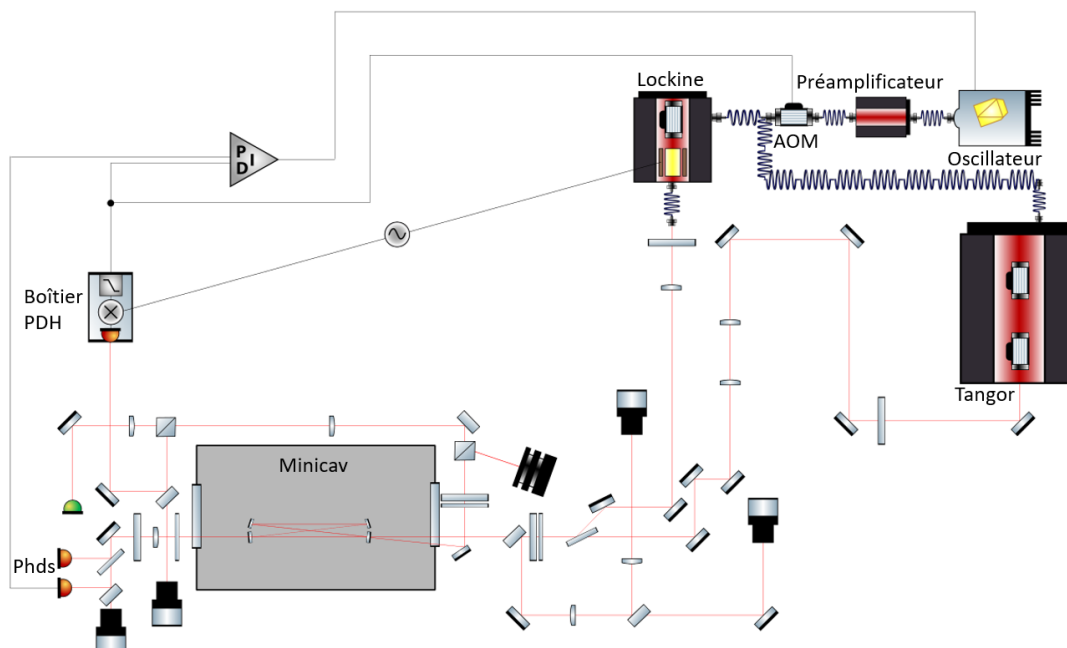 Lockine
Préamplificateur
AOM
Oscillateur
P
I
D
Boîtier
PDH
Tangor
Minicav
Phds